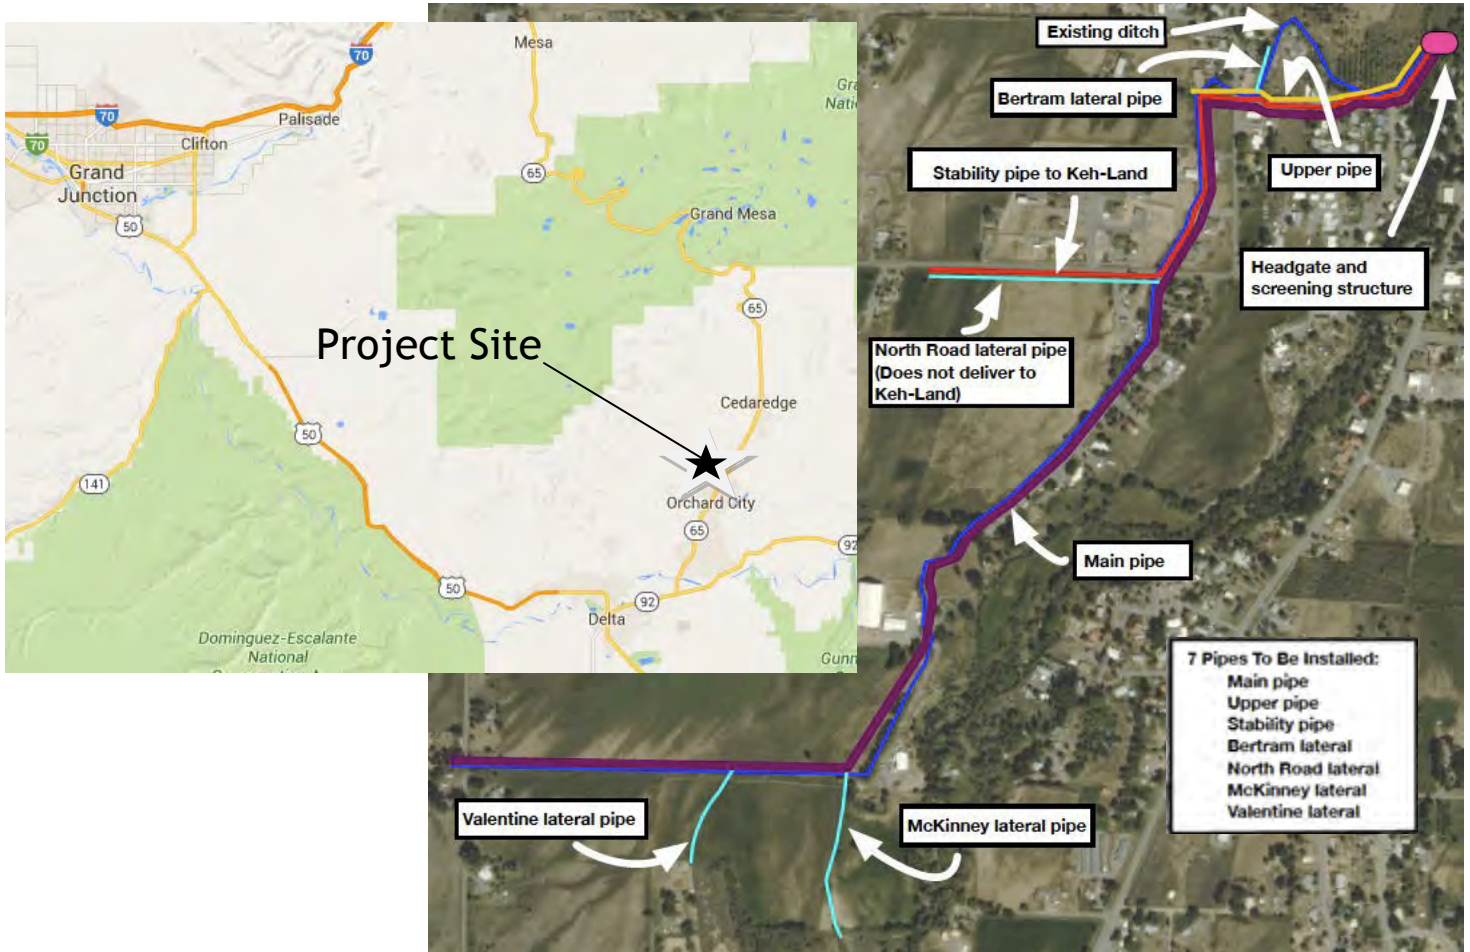 Mesa
70
Gra
Natio
70
Palisade
70
Clifton
65
Grand
Junction
Grand Mesa
50
65
Project Site
Cedaredge
50
141
Orchard City
65
92
50
92
Delta
Dominguez-Escalante
National
Gunn
Existing ditch
Bertram lateral pipe
Stability pipe to Keh-Land
Upper pipe
Headgate and
screening structure
North Road lateral pipe
(Does not deliver to
Keh-Land)
Main pipe
7 Pipes To Be Installed:
Main pipe
Upper pipe
Stability pipe
Bertram lateral
North Road lateral
McKinney lateral
Valentine lateral
Valentine lateral pipe
McKinney lateral pipe